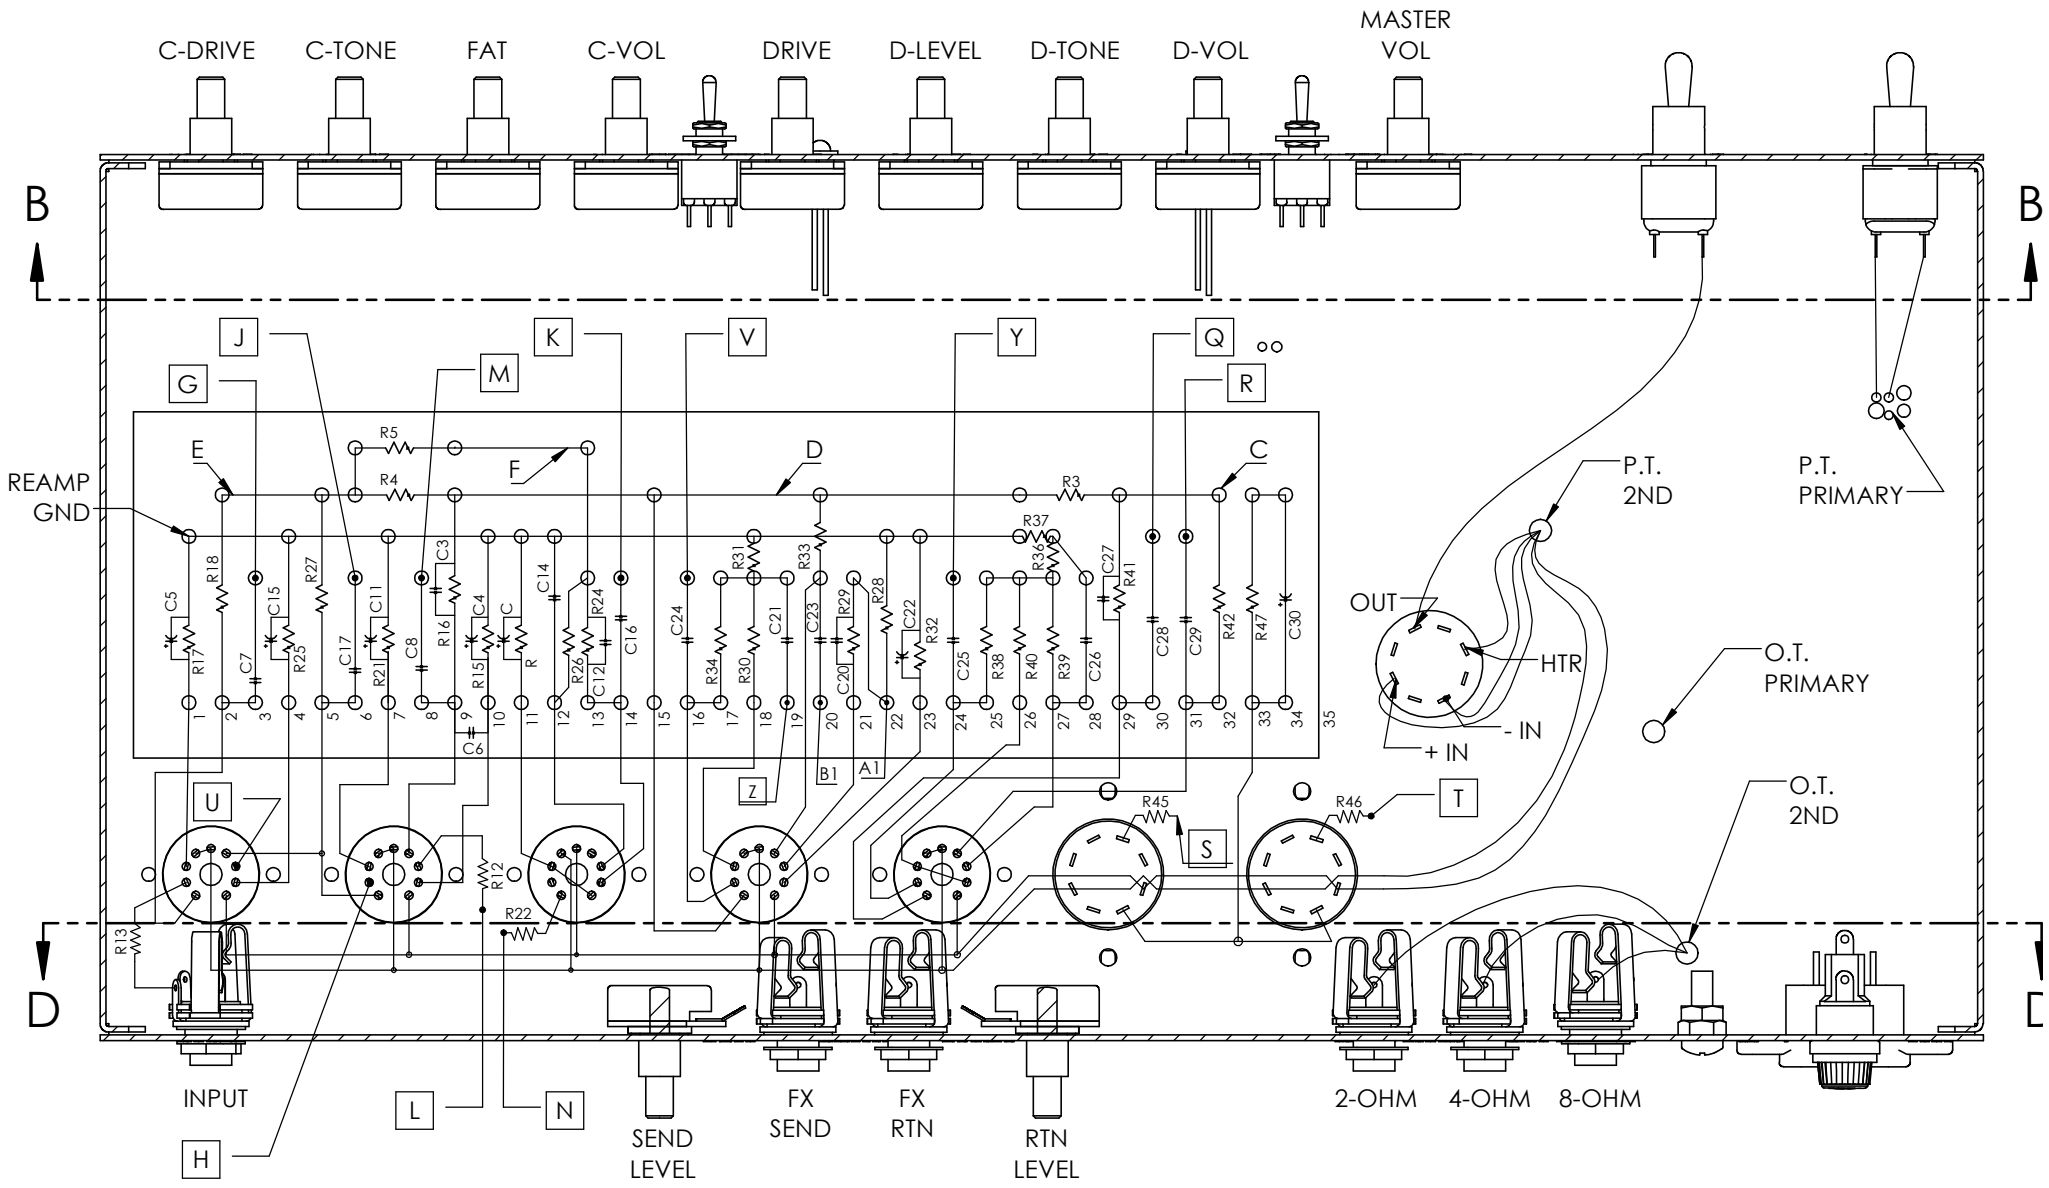 MASTER
C-DRIVE C-TONE FAT C-VOL DRIVE D-LEVEL D-TONE D-VOL VOL
B B
J K V Y Q
G M R
E R5 F D C
R4 R3
REAMP
GND
P.T.
2ND
P.T.
PRIMARY
R37
C5 R18 C15 R27 C11 C3 C4 C C14 R24 R31 R33 R29 R28 C22 R36 C27 R41
R17 C7 R25 C17 R21 C8 R16 R15 R R26 C12 C16 C24 R34 R30 C21 C23 C20 R32 C25 R38 R40 R39 C26 C28 C29 R42 R47 C30
1 2 3 4 5 6 7 8 9 10 11 12 13 14 15 16 17 18 19 20 21 22 23 24 25 26 27 28 29 30 31 32 33 34 35
C6
OUT
HTR
- IN
+ IN
O.T.
PRIMARY
U Z B1 A1
R45 R46 T
S
O.T.
2ND
R12
R22
R13
D D
INPUT
L N
H
SEND
LEVEL
FX
SEND
FX
RTN
RTN
LEVEL
2-OHM 4-OHM 8-OHM